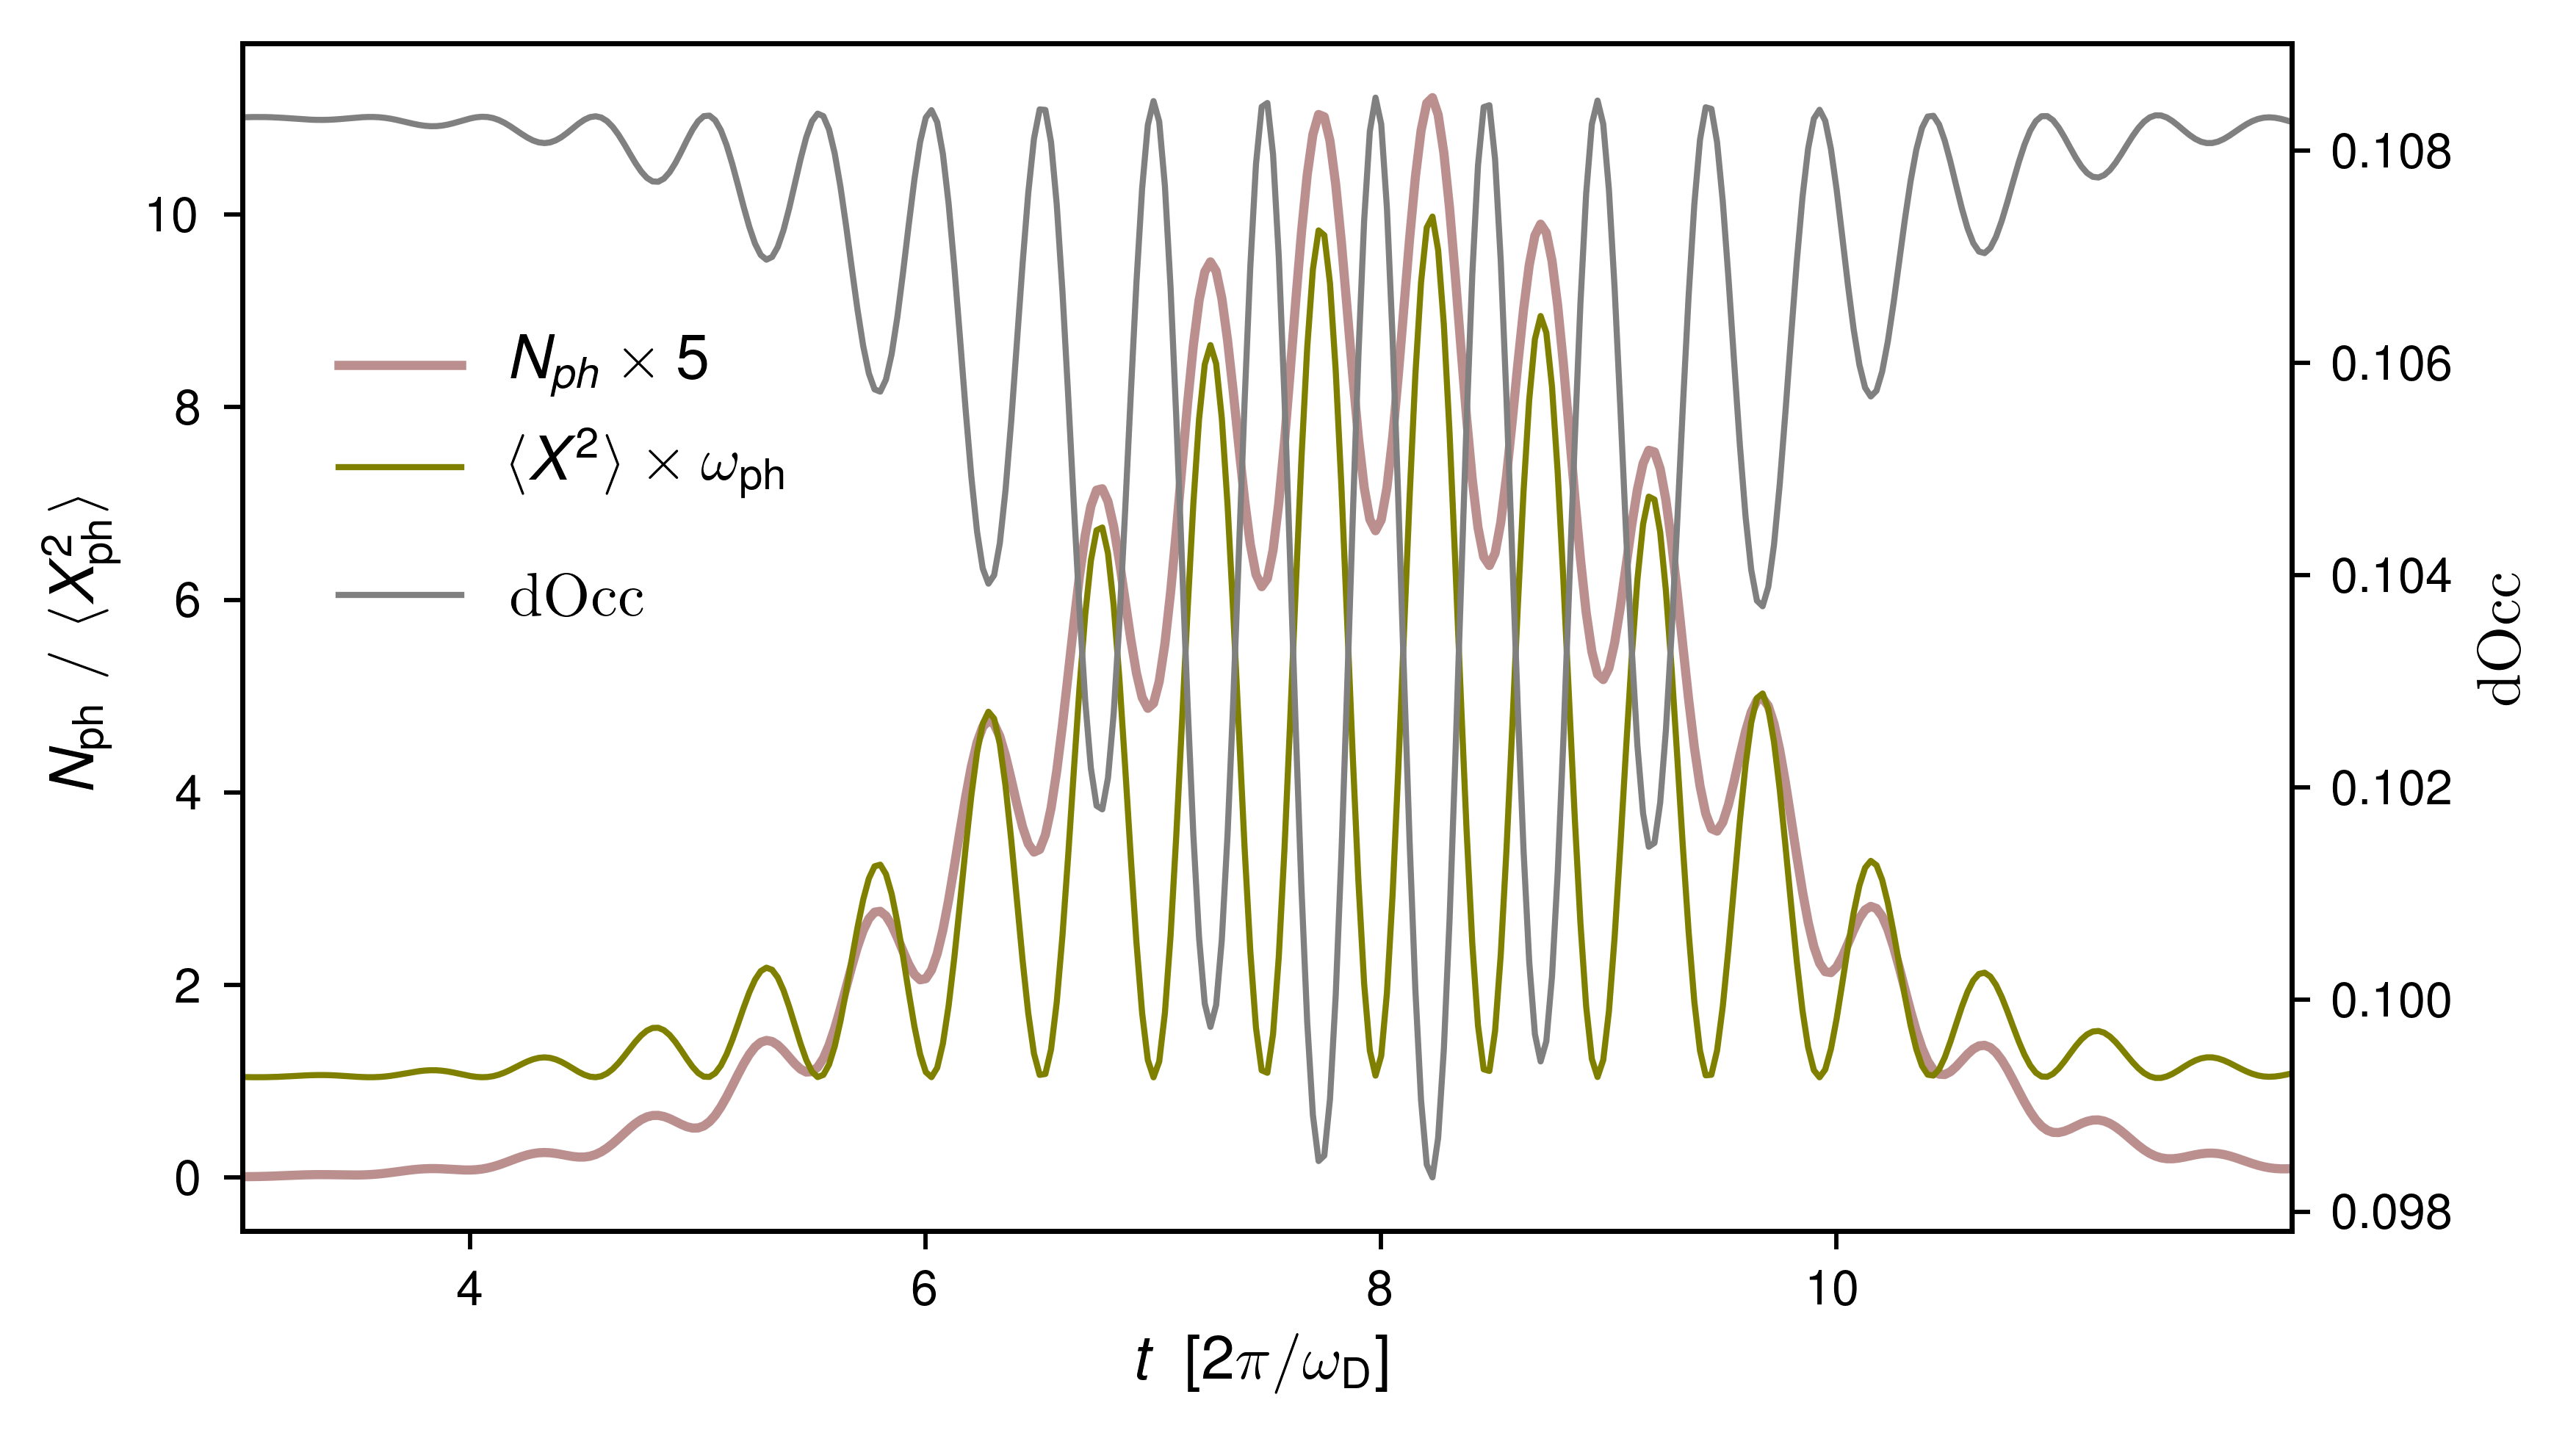 N_ph × 5
⟨X²⟩ × ω_ph
dOcc
N_ph / ⟨X²_ph⟩
10
8
6
4
2
0
0.108
0.106
0.104
0.102
0.100
0.098
dOcc
4 6 8 10
t [2π/ω_D]